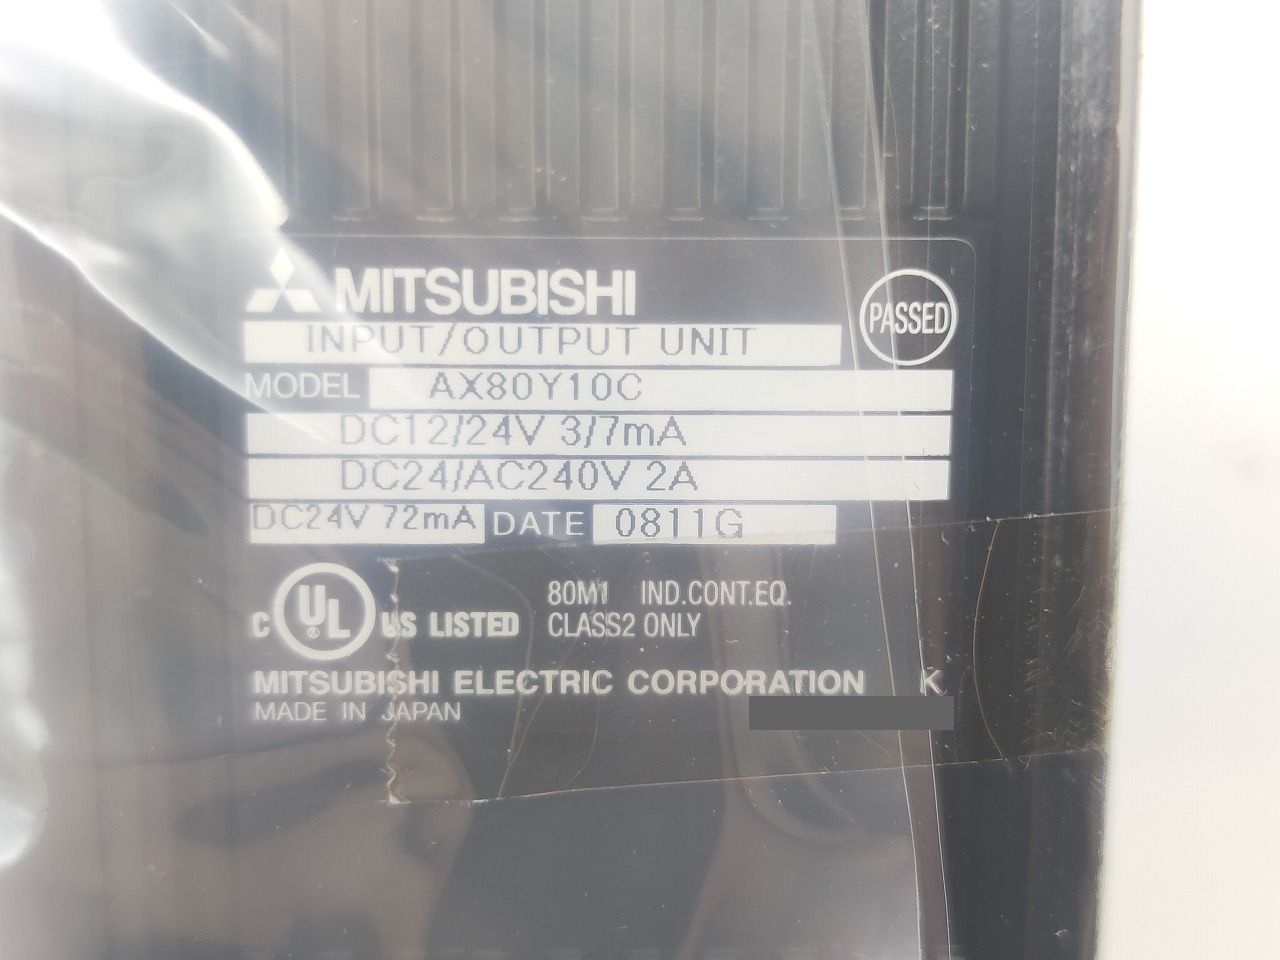 MITSUBISHI
PASSED
INPUT/OUTPUT UNIT
MODEL AX80Y10C
DC12/24V 3/7mA
DC24/AC240V 2A
DC24V 72mA DATE 0811G
C UL ® US LISTED 80M1 IND.CONT.EQ.
CLASS2 ONLY
MITSUBISHI ELECTRIC CORPORATION K
MADE IN JAPAN